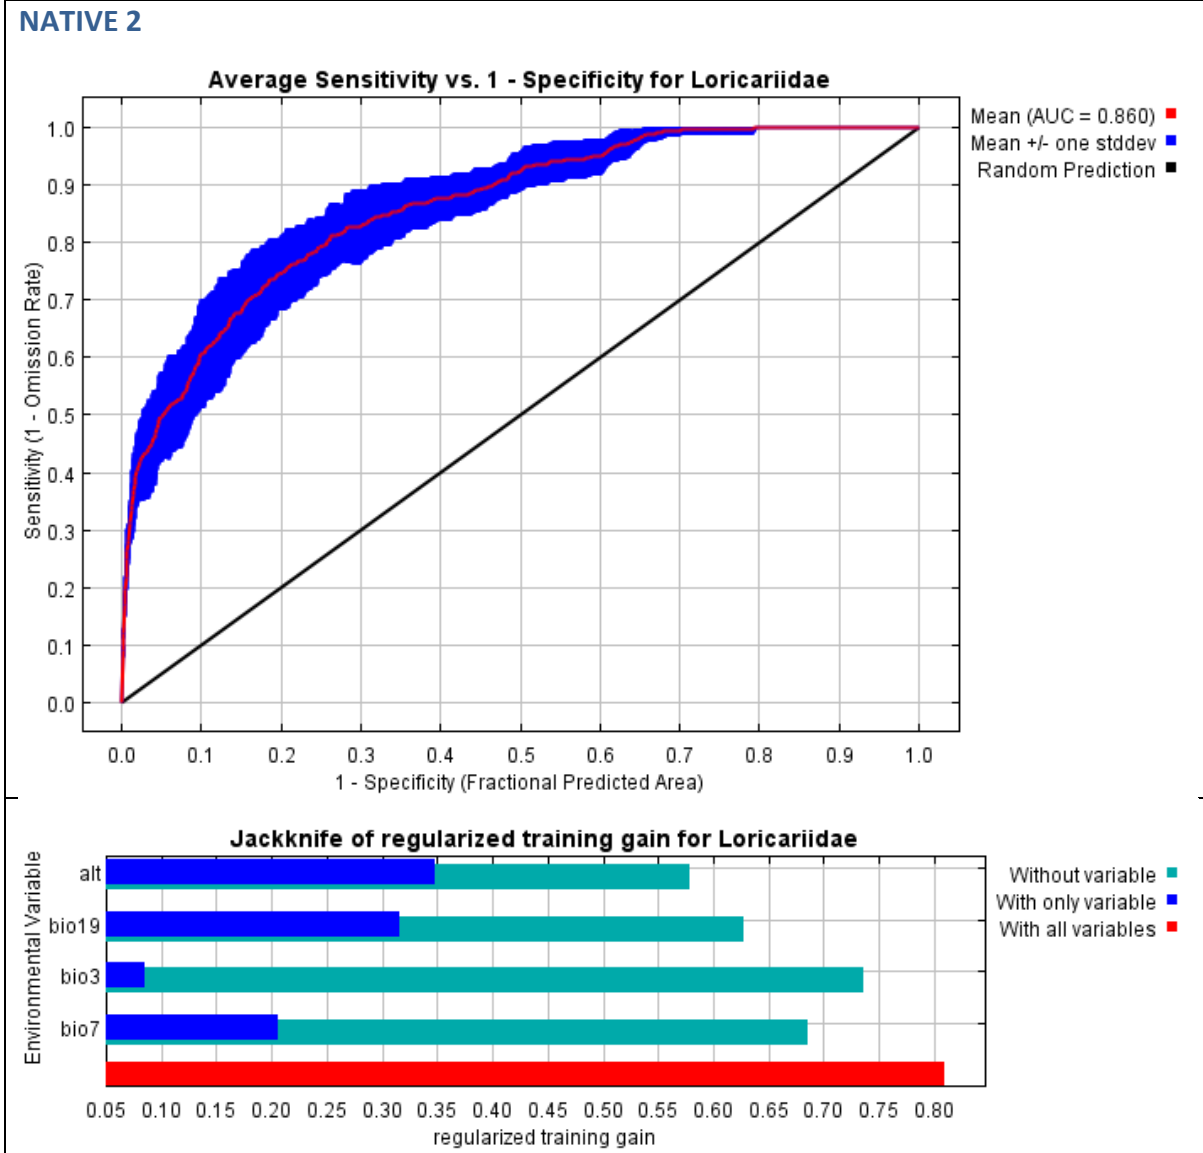 NATIVE 2
Average Sensitivity vs. 1 - Specificity for Loricariidae
Mean (AUC = 0.860)
Mean +/- one stddev
Random Prediction
Sensitivity (1 - Omission Rate)
1.0
0.9
0.8
0.7
0.6
0.5
0.4
0.3
0.2
0.1
0.0
0.0 0.1 0.2 0.3 0.4 0.5 0.6 0.7 0.8 0.9 1.0
1 - Specificity (Fractional Predicted Area)
Jackknife of regularized training gain for Loricariidae
Environmental Variable
alt
bio19
bio3
bio7
Without variable
With only variable
With all variables
0.05 0.10 0.15 0.20 0.25 0.30 0.35 0.40 0.45 0.50 0.55 0.60 0.65 0.70 0.75 0.80
regularized training gain